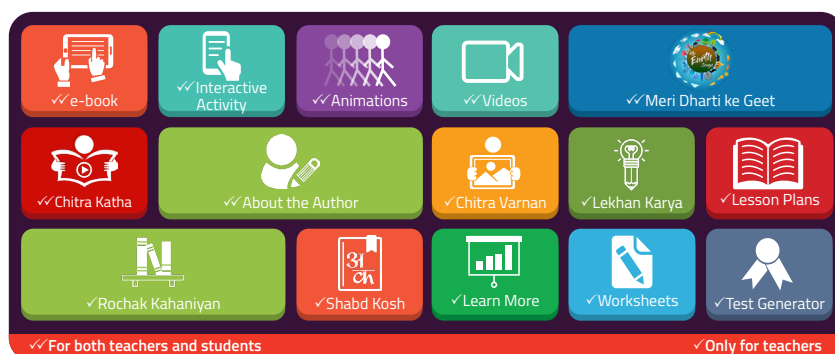 Earth
✓✓e-book
✓✓Interactive
Activity
✓✓Animations
✓✓Videos
✓✓Meri Dharti ke Geet
✓✓Chitra Katha
✓✓About the Author
✓Chitra Varnan
✓Lekhan Karya
✓Lesson Plans
अ
क
✓Rochak Kahaniyan
✓Shabd Kosh
✓Learn More
✓Worksheets
✓Test Generator
✓✓For both teachers and students
✓Only for teachers